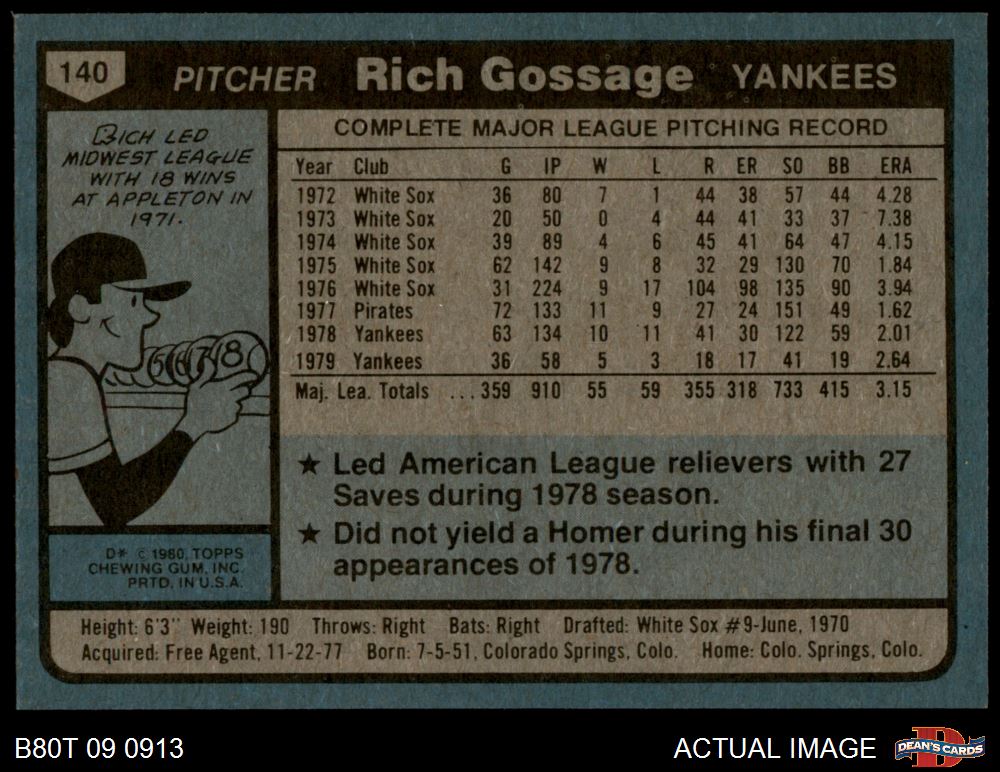 140 PITCHER Rich Gossage YANKEES
RICH LED
MIDWEST LEAGUE
WITH 18 WINS
AT APPLETON IN
1971.
5 6 7 8
D* © 1980, TOPPS
CHEWING GUM, INC.
PRTD. IN U.S.A.
COMPLETE MAJOR LEAGUE PITCHING RECORD
Year Club G IP W L R ER SO BB ERA
1972 White Sox 36 80 7 1 44 38 57 44 4.28
1973 White Sox 20 50 0 4 44 41 33 37 7.38
1974 White Sox 39 89 4 6 45 41 64 47 4.15
1975 White Sox 62 142 9 8 32 29 130 70 1.84
1976 White Sox 31 224 9 17 104 98 135 90 3.94
1977 Pirates 72 133 11 9 27 24 151 49 1.62
1978 Yankees 63 134 10 11 41 30 122 59 2.01
1979 Yankees 36 58 5 3 18 17 41 19 2.64
Maj. Lea. Totals ... 359 910 55 59 355 318 733 415 3.15
★ Led American League relievers with 27
Saves during 1978 season.
★ Did not yield a Homer during his final 30
appearances of 1978.
Height: 6'3" Weight: 190 Throws: Right Bats: Right Drafted: White Sox #9-June, 1970
Acquired: Free Agent, 11-22-77 Born: 7-5-51, Colorado Springs, Colo. Home: Colo. Springs, Colo.
B80T 09 0913 ACTUAL IMAGE D DEAN'S CARDS